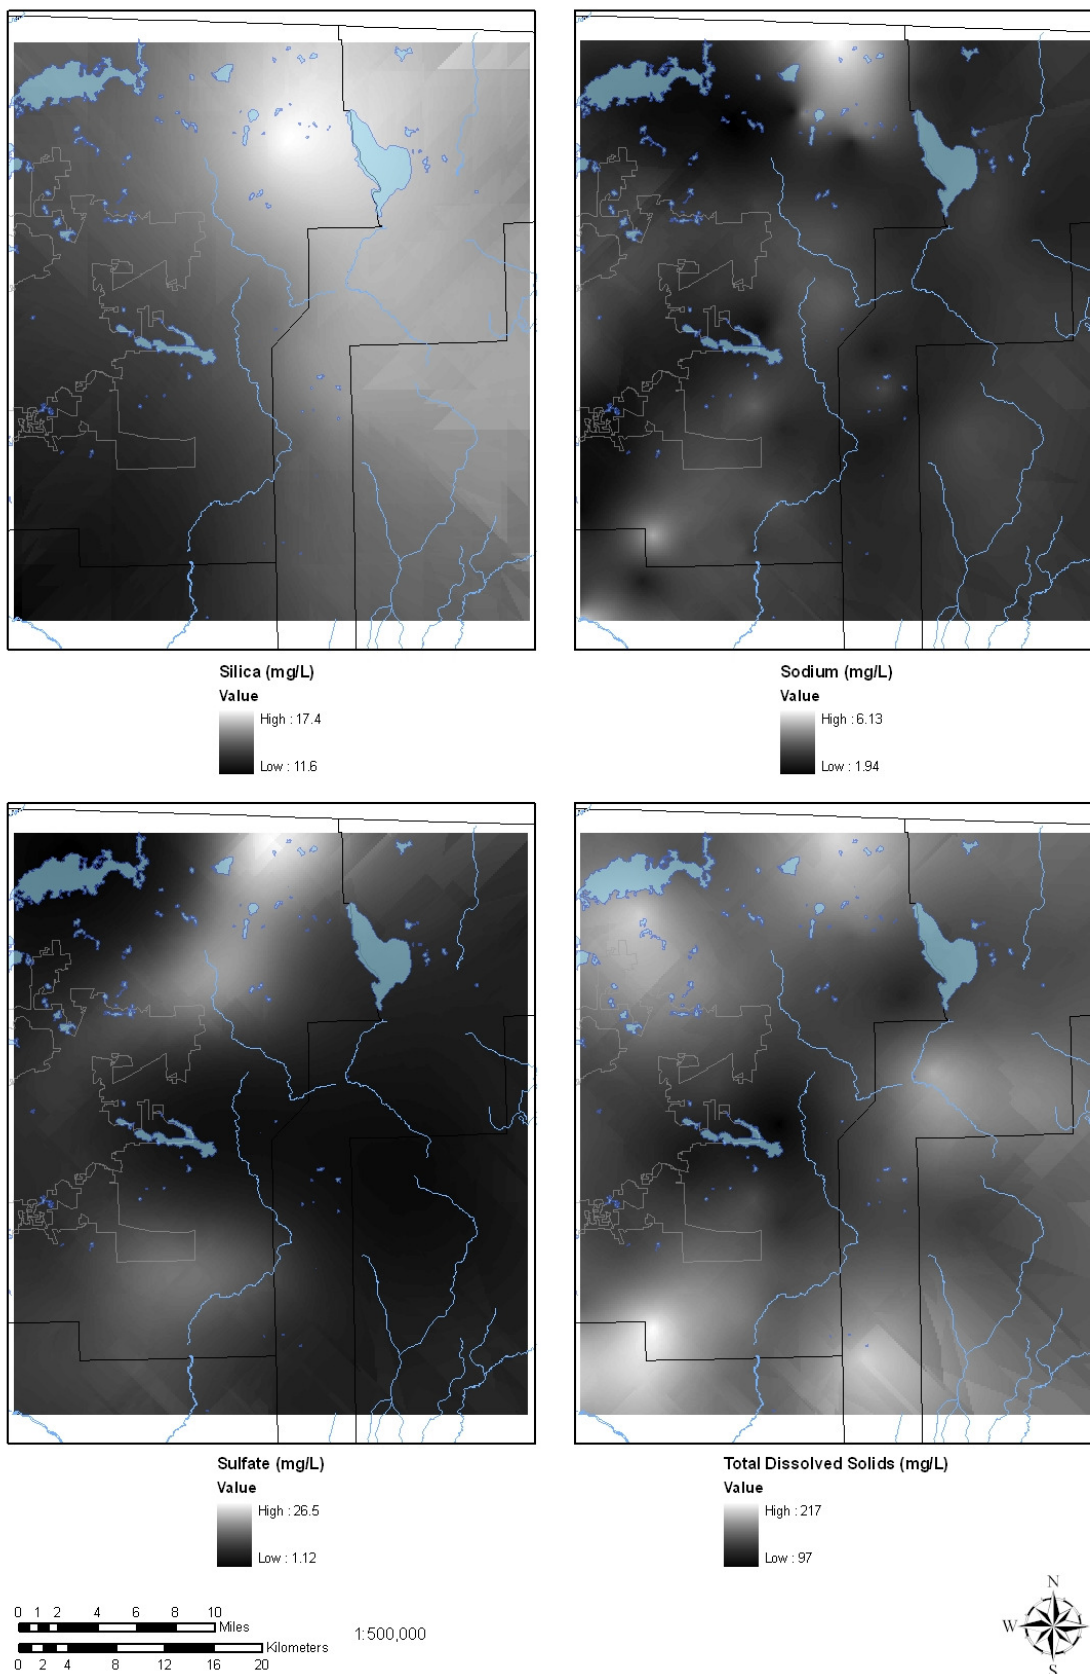 Silica (mg/L)
Value
High : 17.4
Low : 11.6
Sodium (mg/L)
Value
High : 6.13
Low : 1.94
Sulfate (mg/L)
Value
High : 26.5
Low : 1.12
Total Dissolved Solids (mg/L)
Value
High : 217
Low : 97
0 1 2 4 6 8 10
Miles
Kilometers
0 2 4 8 12 16 20
1:500,000
N
W
E
S